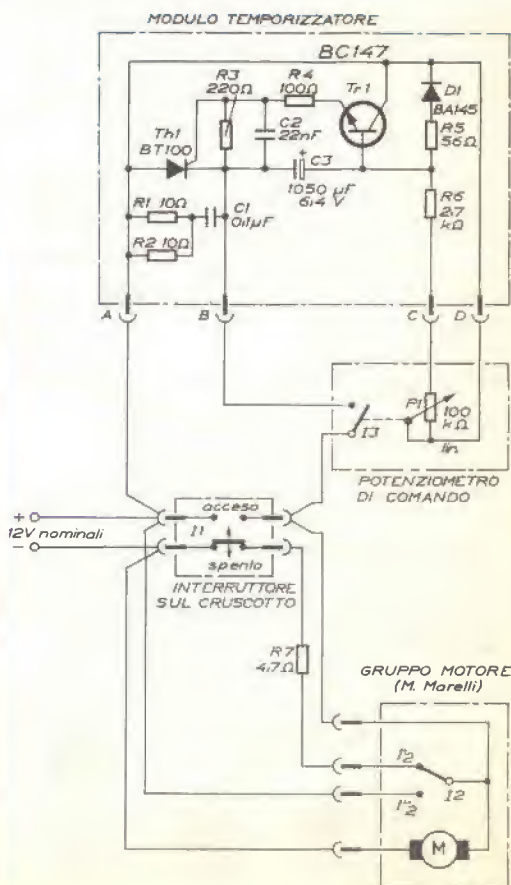 MODULO TEMPORIZZATORE
BC147
R3
220Ω
R4
100Ω
Tr1
D1
BA145
Th1
BT100
C2
22nF
R5
56Ω
C3
+
1050 µF
6,4 V
R6
2,7
kΩ
R1 10Ω
C1
0,1µF
R2 10Ω
A
B
C
D
P1
100
kΩ
I3
lin
POTENZIOMETRO
DI COMANDO
acceso
+
12V nominali
I1
−
spento
INTERRUTTORE
SUL CRUSCOTTO
R7
4,7Ω
GRUPPO MOTORE
(M. Marelli)
I'2
I2
I"2
M